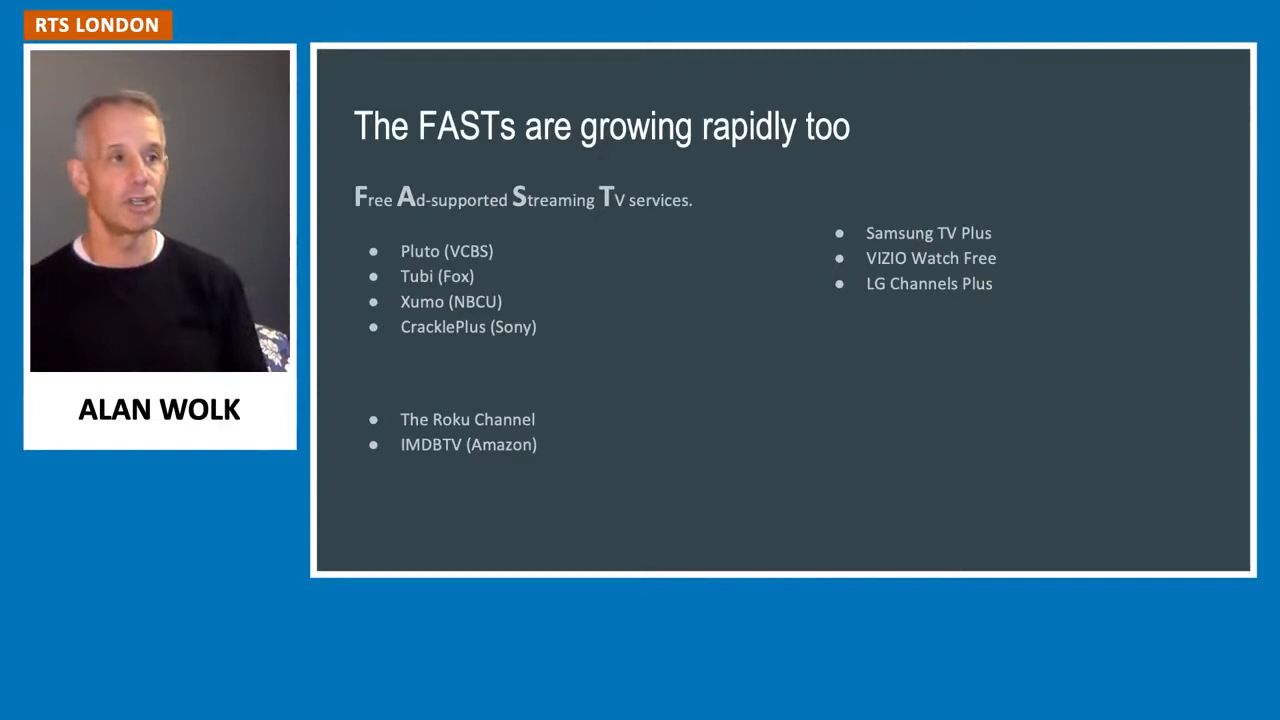 RTS LONDON
ALAN WOLK
The FASTs are growing rapidly too
Free Ad-supported Streaming TV services.
● Pluto (VCBS)
● Tubi (Fox)
● Xumo (NBCU)
● CracklePlus (Sony)
● The Roku Channel
● IMDBTV (Amazon)
● Samsung TV Plus
● VIZIO Watch Free
● LG Channels Plus